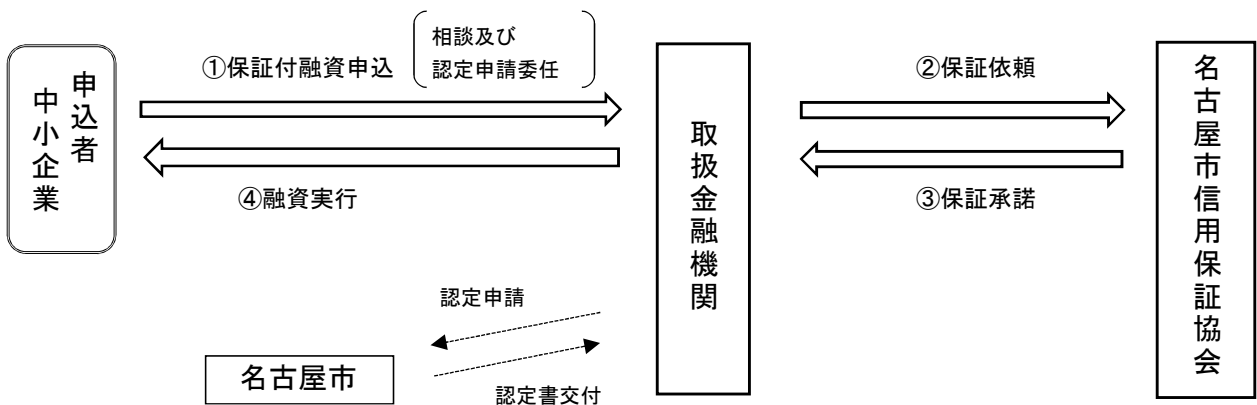 申込者
中小企業
①保証付融資申込
相談及び
認定申請委任
④融資実行
取扱金融機関
②保証依頼
③保証承諾
名古屋市信用保証協会
認定申請
名古屋市
認定書交付